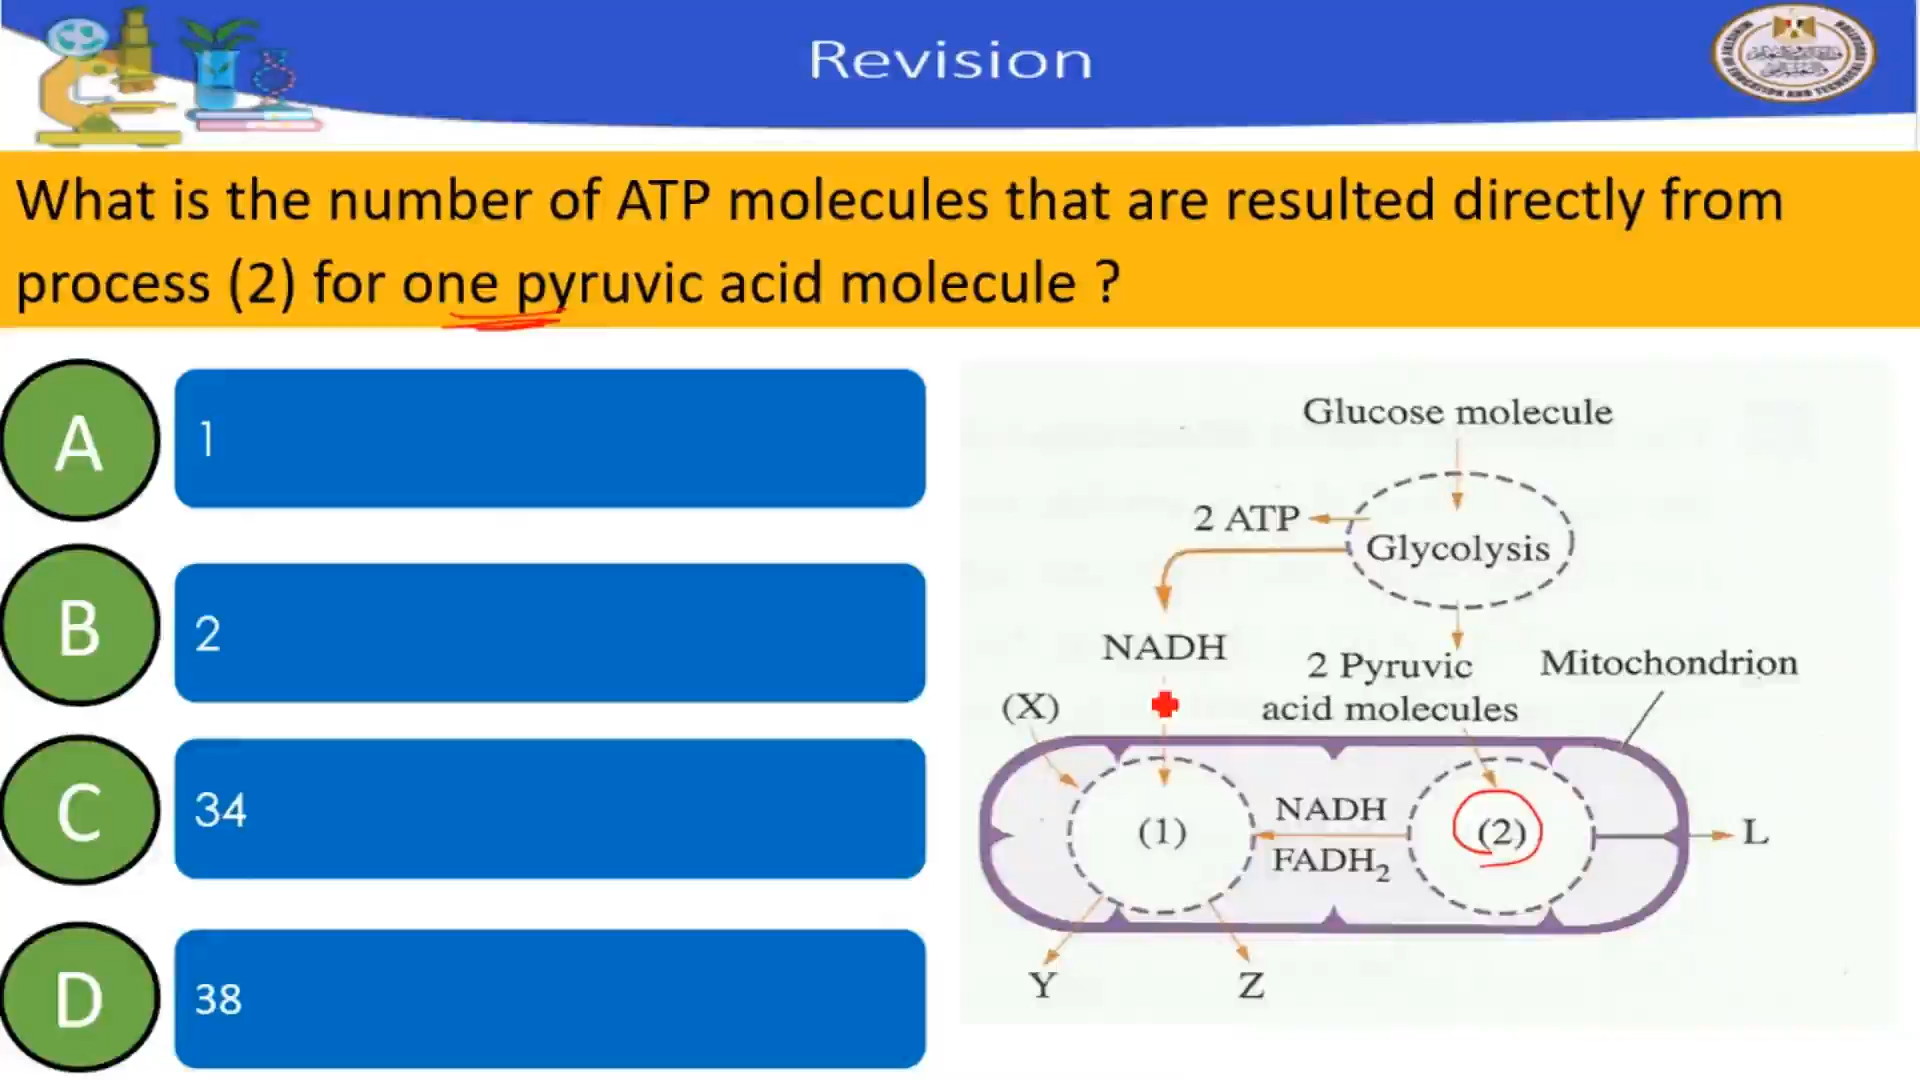 Revision
What is the number of ATP molecules that are resulted directly from
process (2) for one pyruvic acid molecule ?
A
1
B
2
C
34
D
38
Glucose molecule
2 ATP
Glycolysis
NADH
2 Pyruvic
acid molecules
Mitochondrion
(X)
(1)
NADH
FADH₂
(2)
L
Y
Z